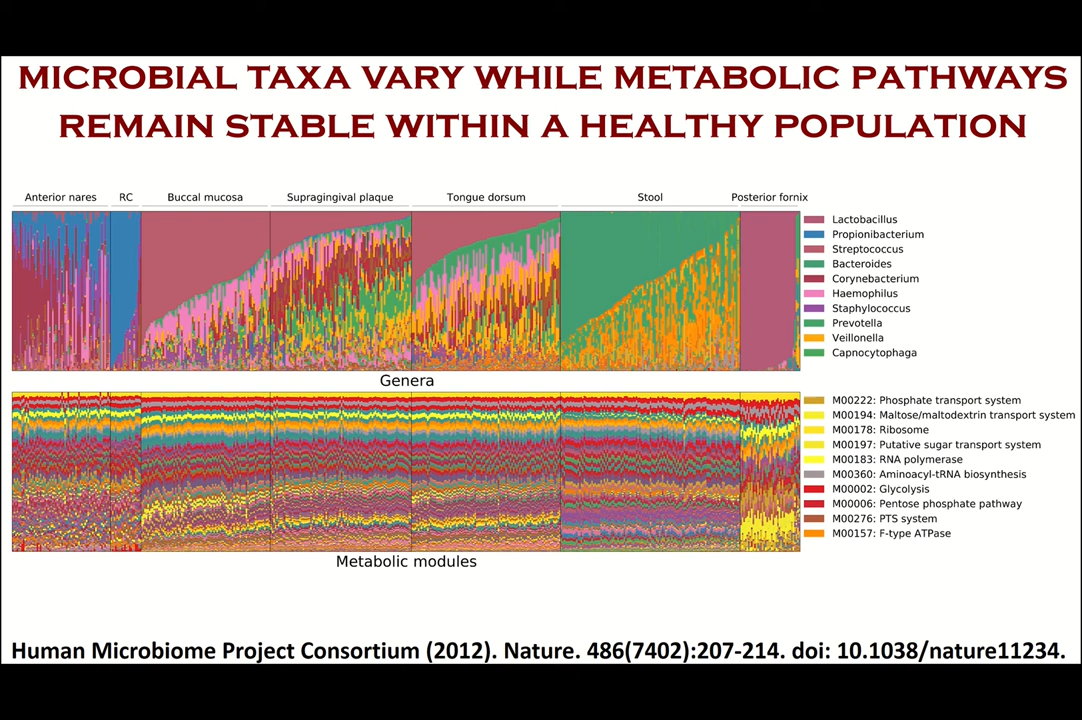 MICROBIAL TAXA VARY WHILE METABOLIC PATHWAYS
REMAIN STABLE WITHIN A HEALTHY POPULATION
Anterior nares RC Buccal mucosa Supragingival plaque Tongue dorsum Stool Posterior fornix
Lactobacillus
Propionibacterium
Streptococcus
Bacteroides
Corynebacterium
Haemophilus
Staphylococcus
Prevotella
Veillonella
Capnocytophaga
Genera
M00222: Phosphate transport system
M00194: Maltose/maltodextrin transport system
M00178: Ribosome
M00197: Putative sugar transport system
M00183: RNA polymerase
M00360: Aminoacyl-tRNA biosynthesis
M00002: Glycolysis
M00006: Pentose phosphate pathway
M00276: PTS system
M00157: F-type ATPase
Metabolic modules
Human Microbiome Project Consortium (2012). Nature. 486(7402):207-214. doi: 10.1038/nature11234.